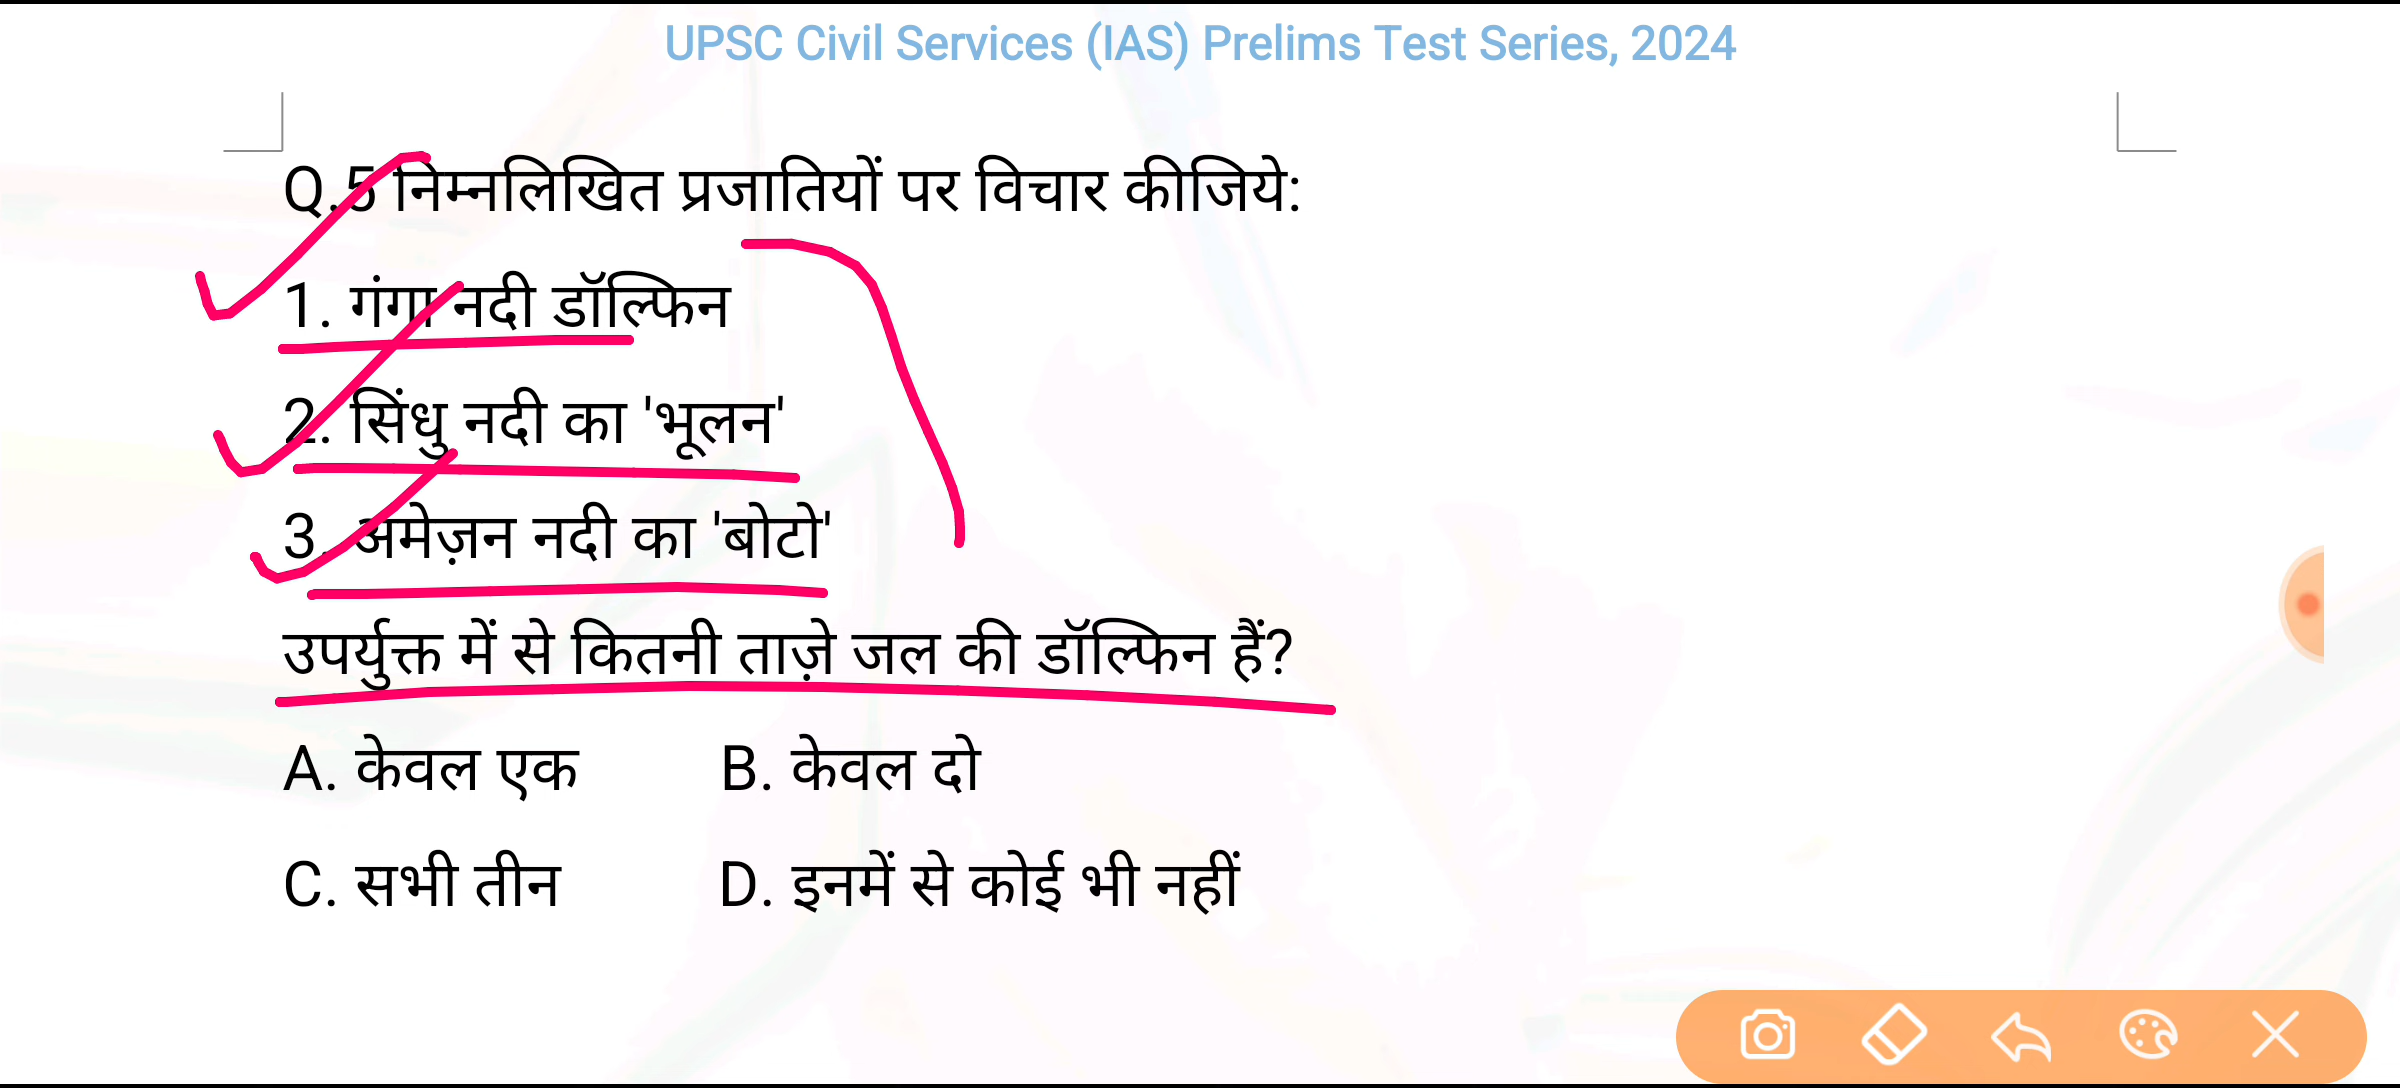 UPSC Civil Services (IAS) Prelims Test Series, 2024
Q.5 निम्नलिखित प्रजातियों पर विचार कीजिये:
1. गंगा नदी डॉल्फिन
2. सिंधु नदी का 'भूलन'
3. अमेज़न नदी का 'बोटो'
उपर्युक्त में से कितनी ताज़े जल की डॉल्फिन हैं?
A. केवल एक B. केवल दो
C. सभी तीन D. इनमें से कोई भी नहीं